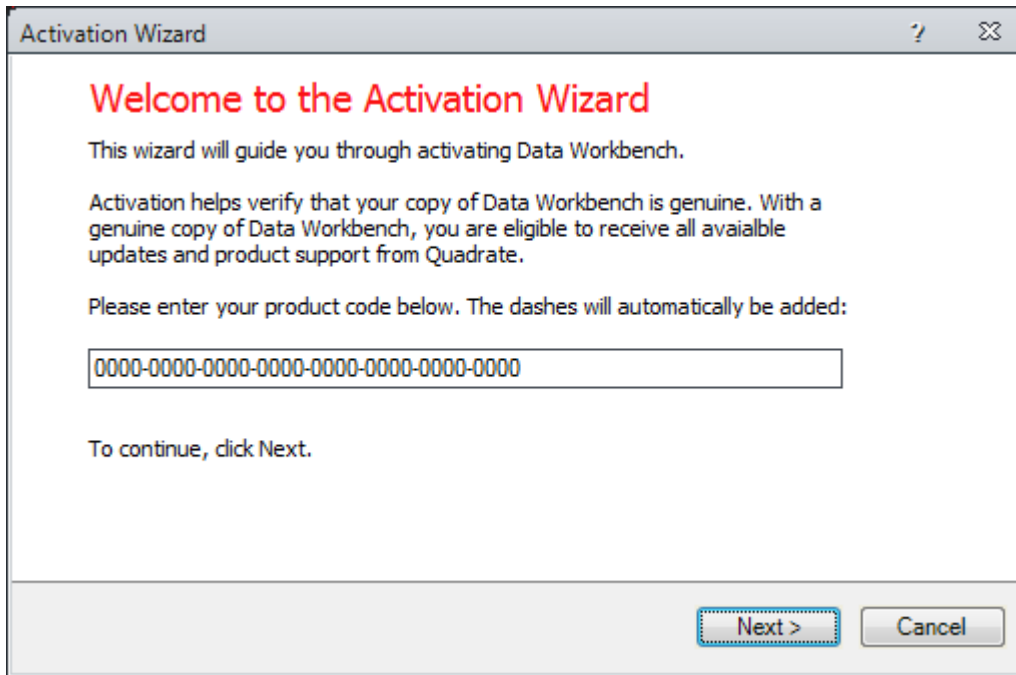 Activation Wizard
Welcome to the Activation Wizard
This wizard will guide you through activating Data Workbench.
Activation helps verify that your copy of Data Workbench is genuine. With a
genuine copy of Data Workbench, you are eligible to receive all avaialble
updates and product support from Quadrate.
Please enter your product code below. The dashes will automatically be added:
0000-0000-0000-0000-0000-0000-0000-0000
To continue, click Next.
Next >
Cancel